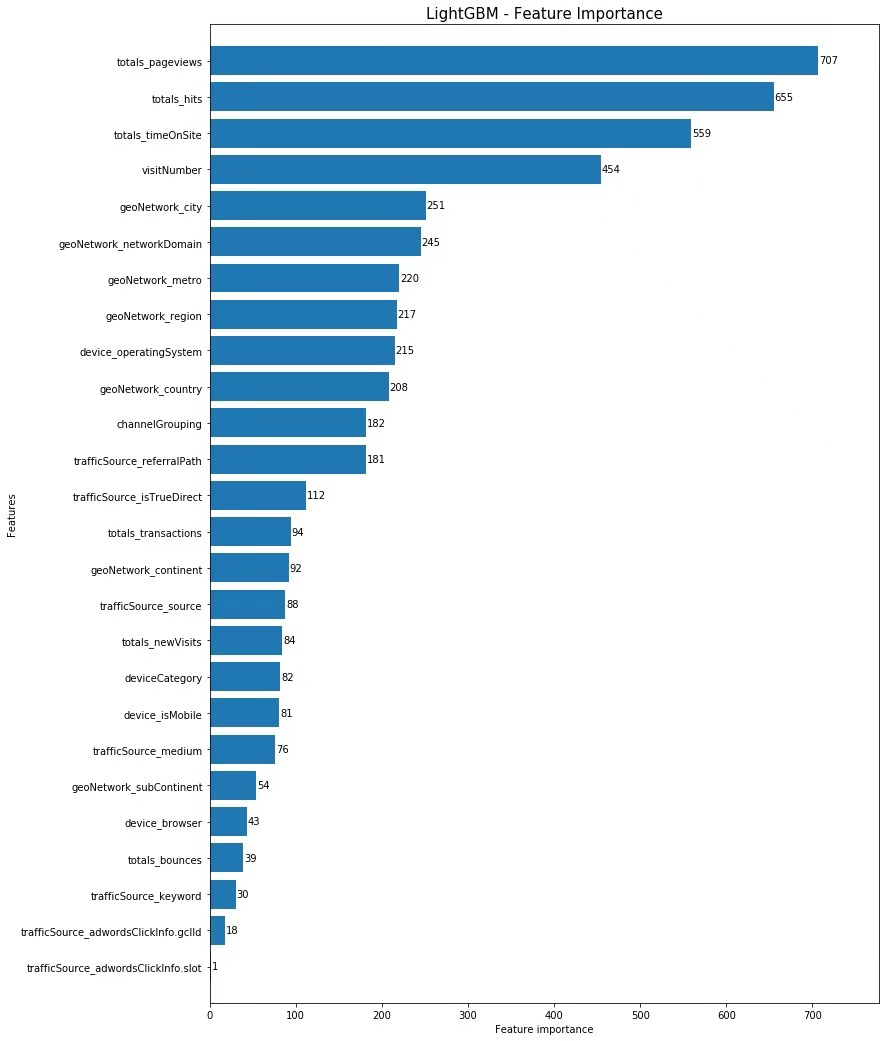 LightGBM - Feature Importance
totals_pageviews 707
totals_hits 655
totals_timeOnSite 559
visitNumber 454
geoNetwork_city 251
geoNetwork_networkDomain 245
geoNetwork_metro 220
geoNetwork_region 217
device_operatingSystem 215
geoNetwork_country 208
channelGrouping 182
trafficSource_referralPath 181
trafficSource_isTrueDirect 112
totals_transactions 94
geoNetwork_continent 92
trafficSource_source 88
totals_newVisits 84
deviceCategory 82
device_isMobile 81
trafficSource_medium 76
geoNetwork_subContinent 54
device_browser 43
totals_bounces 39
trafficSource_keyword 30
trafficSource_adwordsClickInfo.gclId 18
trafficSource_adwordsClickInfo.slot 1
Features
0 100 200 300 400 500 600 700
Feature importance